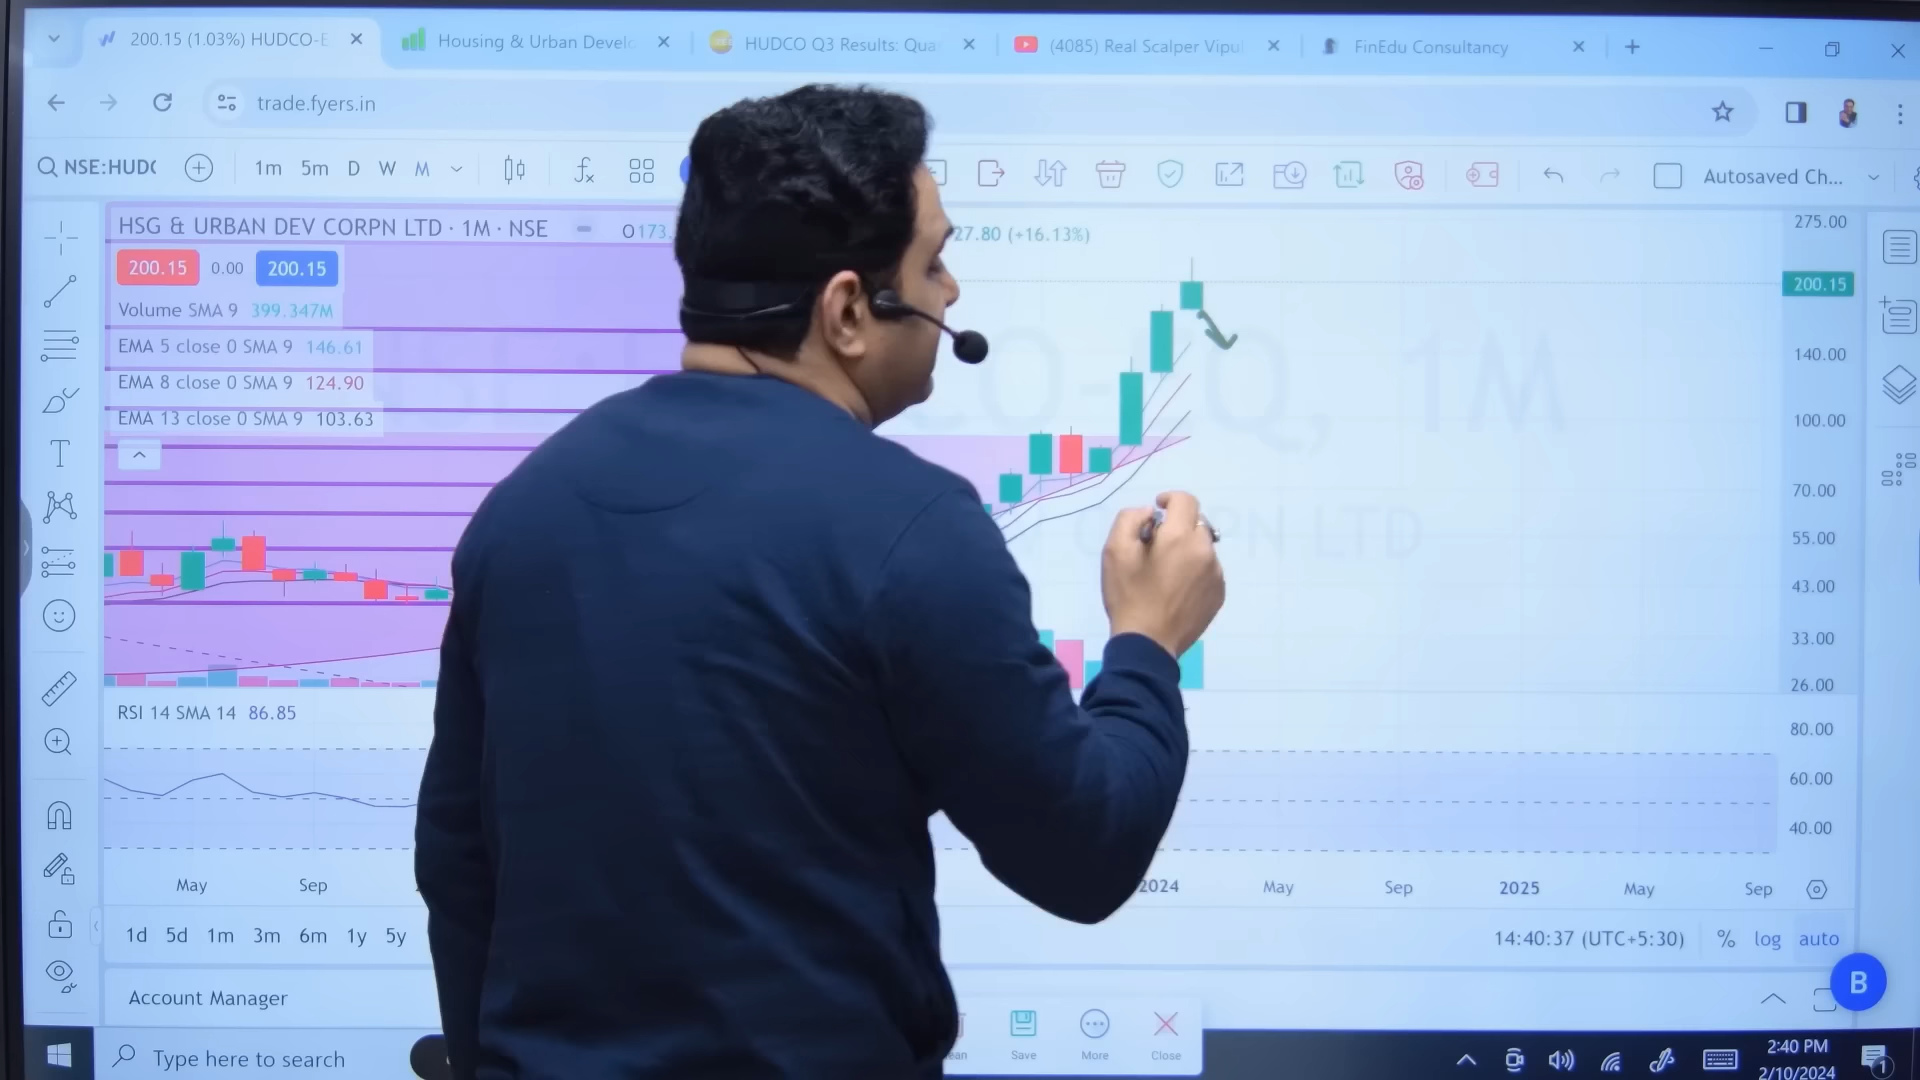 200.15 (1.03%) HUDCO-E
Housing & Urban Develo
HUDCO Q3 Results: Qua
(4085) Real Scalper Vipul
FinEdu Consultancy
trade.fyers.in
NSE:HUDC
1m 5m D W M
Autosaved Ch...
HSG & URBAN DEV CORPN LTD · 1M · NSE
O173.
27.80 (+16.13%)
200.15 0.00 200.15
Volume SMA 9 399.347M
EMA 5 close 0 SMA 9 146.61
EMA 8 close 0 SMA 9 124.90
EMA 13 close 0 SMA 9 103.63
CO-EQ, 1M
RPN LTD
275.00
200.15
140.00
100.00
70.00
55.00
43.00
33.00
26.00
RSI 14 SMA 14 86.85
80.00
60.00
40.00
May Sep 2024 May Sep 2025 May Sep
1d 5d 1m 3m 6m 1y 5y
14:40:37 (UTC+5:30) % log auto
Account Manager
B
Save More Close
Type here to search
2:40 PM
2/10/2024
1